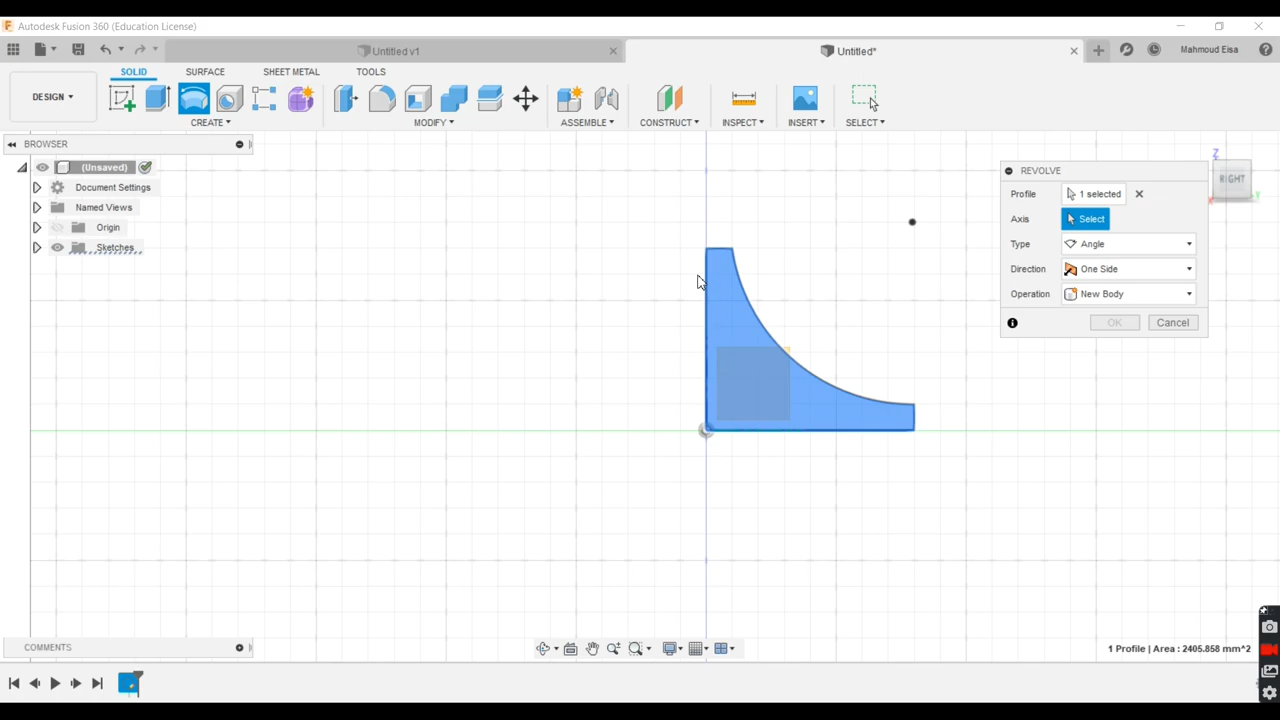 Autodesk Fusion 360 (Education License)
Untitled v1
Untitled*
Mahmoud Eisa
SOLID SURFACE SHEET METAL TOOLS
DESIGN
CREATE MODIFY ASSEMBLE CONSTRUCT INSPECT INSERT SELECT
BROWSER
(Unsaved)
Document Settings
Named Views
Origin
Sketches
REVOLVE
Profile 1 selected
Axis Select
Type Angle
Direction One Side
Operation New Body
OK Cancel
Z
RIGHT
X
Y
COMMENTS
1 Profile | Area : 2405.858 mm^2